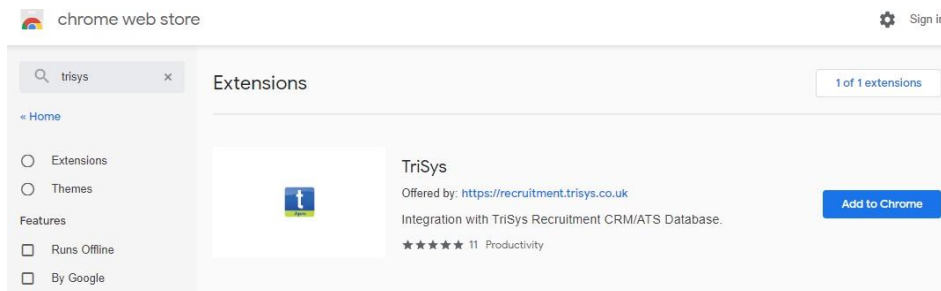 chrome web store
Sign in
trisys ×
« Home
Extensions
Themes
Features
Runs Offline
By Google
Extensions
1 of 1 extensions
t
TriSys
Offered by: https://recruitment.trisys.co.uk
Integration with TriSys Recruitment CRM/ATS Database.
★★★★★ 11 Productivity
Add to Chrome